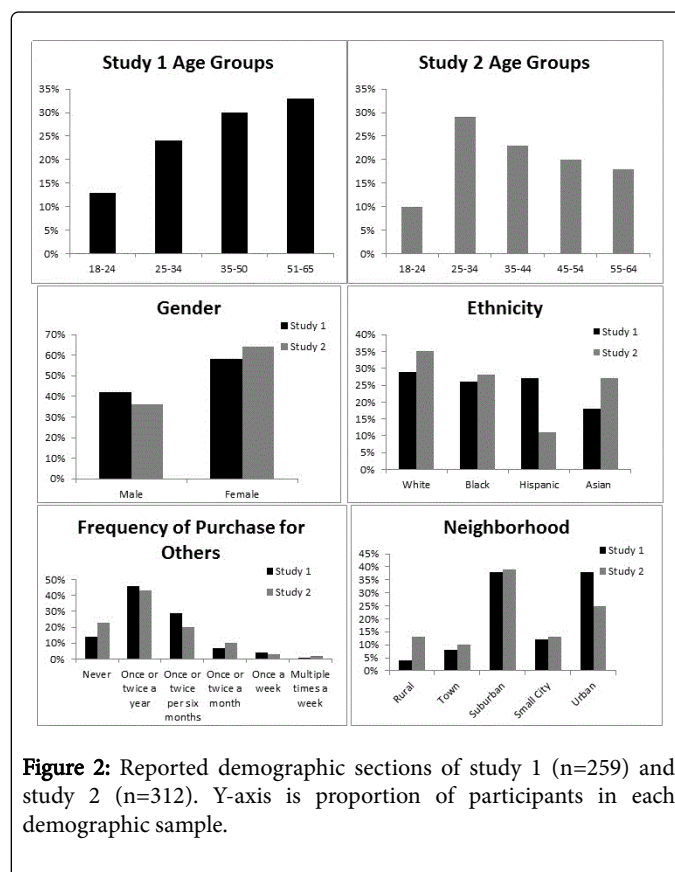 Study 1 Age Groups
35%
30%
25%
20%
15%
10%
5%
0%
18-24 25-34 35-50 51-65
Study 2 Age Groups
35%
30%
25%
20%
15%
10%
5%
0%
18-24 25-34 35-44 45-54 55-64
Gender
Study 1
Study 2
70%
60%
50%
40%
30%
20%
10%
0%
Male Female
Ethnicity
Study 1
Study 2
40%
35%
30%
25%
20%
15%
10%
5%
0%
White Black Hispanic Asian
Frequency of Purchase for
Others
Study 1
Study 2
50%
40%
30%
20%
10%
0%
Never Once or Once or Once or Once a Multiple
twice a twice twice a week times a
year per six month week
months
Neighborhood
Study 1
Study 2
45%
40%
35%
30%
25%
20%
15%
10%
5%
0%
Rural Town Suburban Small City Urban
Figure 2: Reported demographic sections of study 1 (n=259) and
study 2 (n=312). Y-axis is proportion of participants in each
demographic sample.